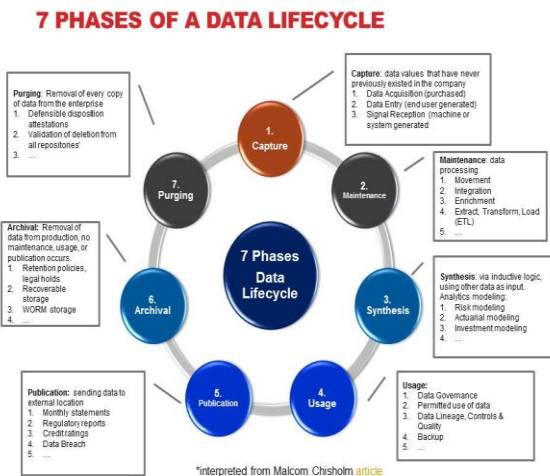 7 PHASES OF A DATA LIFECYCLE
Capture: data values that have never
previously existed in the company
1. Data Acquisition (purchased)
2. Data Entry (end user generated)
3. Signal Reception (machine or
system generated
Purging: Removal of every copy
of data from the enterprise
1. Defensible disposition
attestations
2. Validation of deletion from
all repositories'
3. ...
1.
Capture
7.
Purging
2.
Maintenance
Maintenance: data
processing
1. Movement
2. Integration
3. Enrichment
4. Extract, Transform, Load
(ETL)
5. ...
Archival: Removal of
data from production, no
maintenance, usage, or
publication occurs.
1. Retention policies,
legal holds
2. Recoverable
storage
3. WORM storage
4. ...
7 Phases
Data
Lifecycle
6.
Archival
3.
Synthesis
Synthesis: via inductive logic,
using other data as input.
Analytics modeling:
1. Risk modeling
2. Actuarial modeling
3. Investment modeling
4. ...
5.
Publication
4.
Usage
Publication: sending data to
external location
1. Monthly statements
2. Regulatory reports
3. Credit ratings
4. Data Breach
5. ...
Usage:
1. Data Governance
2. Permitted use of data
3. Data Lineage, Controls &
Quality
4. Backup
5. ...
*interpreted from Malcom Chisholm article